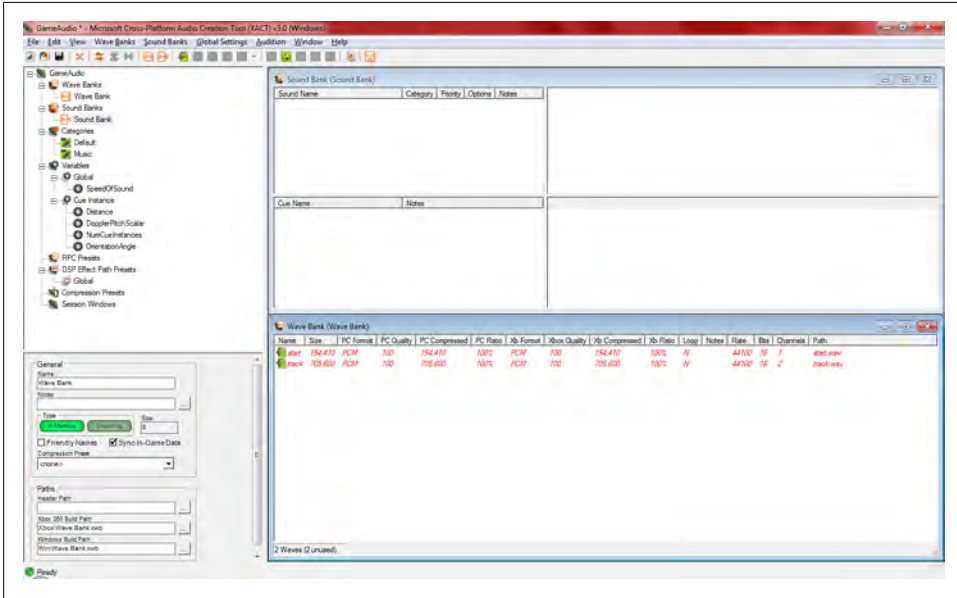 GameAudio * - Microsoft Cross-Platform Audio Creation Tool (XACT) v3.0 (Windows)
File Edit View Wave Banks Sound Banks Global Settings Audition Window Help
GameAudio
Wave Banks
Wave Bank
Sound Banks
Sound Bank
Categories
Default
Music
Variables
Global
SpeedOfSound
Cue Instance
Distance
DopplerPitchScalar
NumCueInstances
OrientationAngle
RPC Presets
DSP Effect Path Presets
Global
Compression Presets
Session Windows
General
Name
Wave Bank
Notes
...
Type
In Memory Streaming
Size
0
Friendly Names Sync In-Game Data
Compression Preset
<none>
Paths
Header Path
...
Xbox 360 Build Path
Xbox\Wave Bank.xwb ...
Windows Build Path
Win\Wave Bank.xwb ...
Ready
Sound Bank (Sound Bank)
Sound Name Category Priority Options Notes
Cue Name Notes
Wave Bank (Wave Bank)
Name Size PC Format PC Quality PC Compressed PC Ratio Xb Format Xbox Quality Xb Compressed Xb Ratio Loop Notes Rate Bits Channels Path
start 154,410 PCM 100 154,410 100% PCM 100 154,410 100% N 44100 16 1 start.wav
track 705,600 PCM 100 705,600 100% PCM 100 705,600 100% N 44100 16 2 track.wav
2 Waves (2 unused)